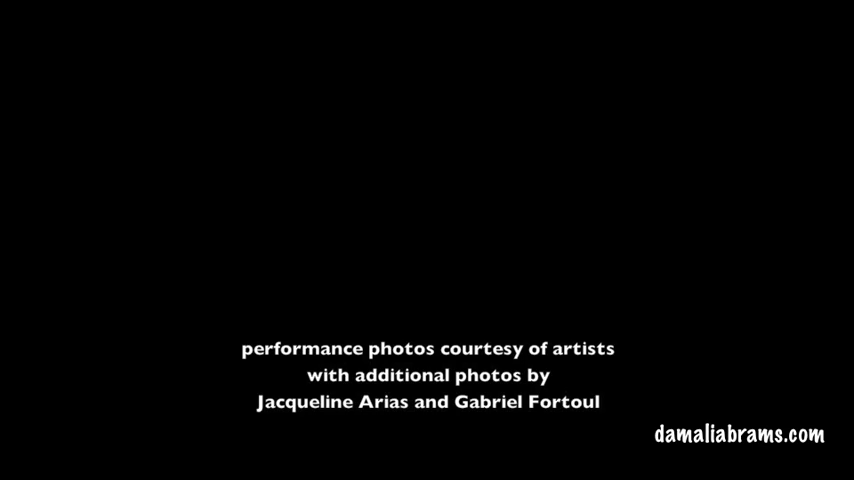 performance photos courtesy of artists
with additional photos by
Jacqueline Arias and Gabriel Fortoul
damaliabrams.com